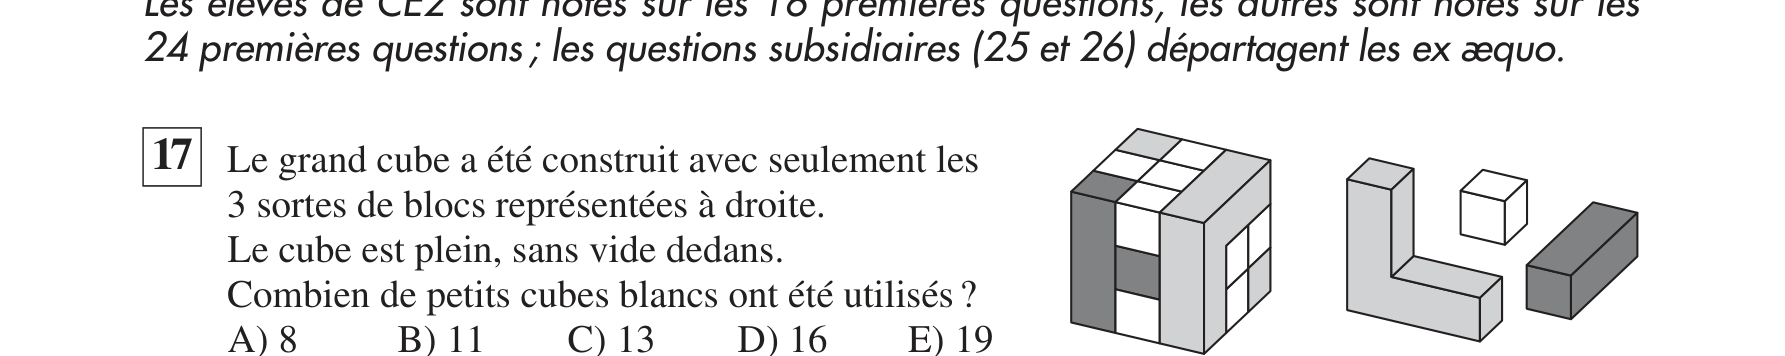 Les élèves de CE2 sont notés sur les 16 premières questions, les autres sont notés sur les
24 premières questions ; les questions subsidiaires (25 et 26) départagent les ex æquo.
17 Le grand cube a été construit avec seulement les
3 sortes de blocs représentées à droite.
Le cube est plein, sans vide dedans.
Combien de petits cubes blancs ont été utilisés ?
A) 8 B) 11 C) 13 D) 16 E) 19